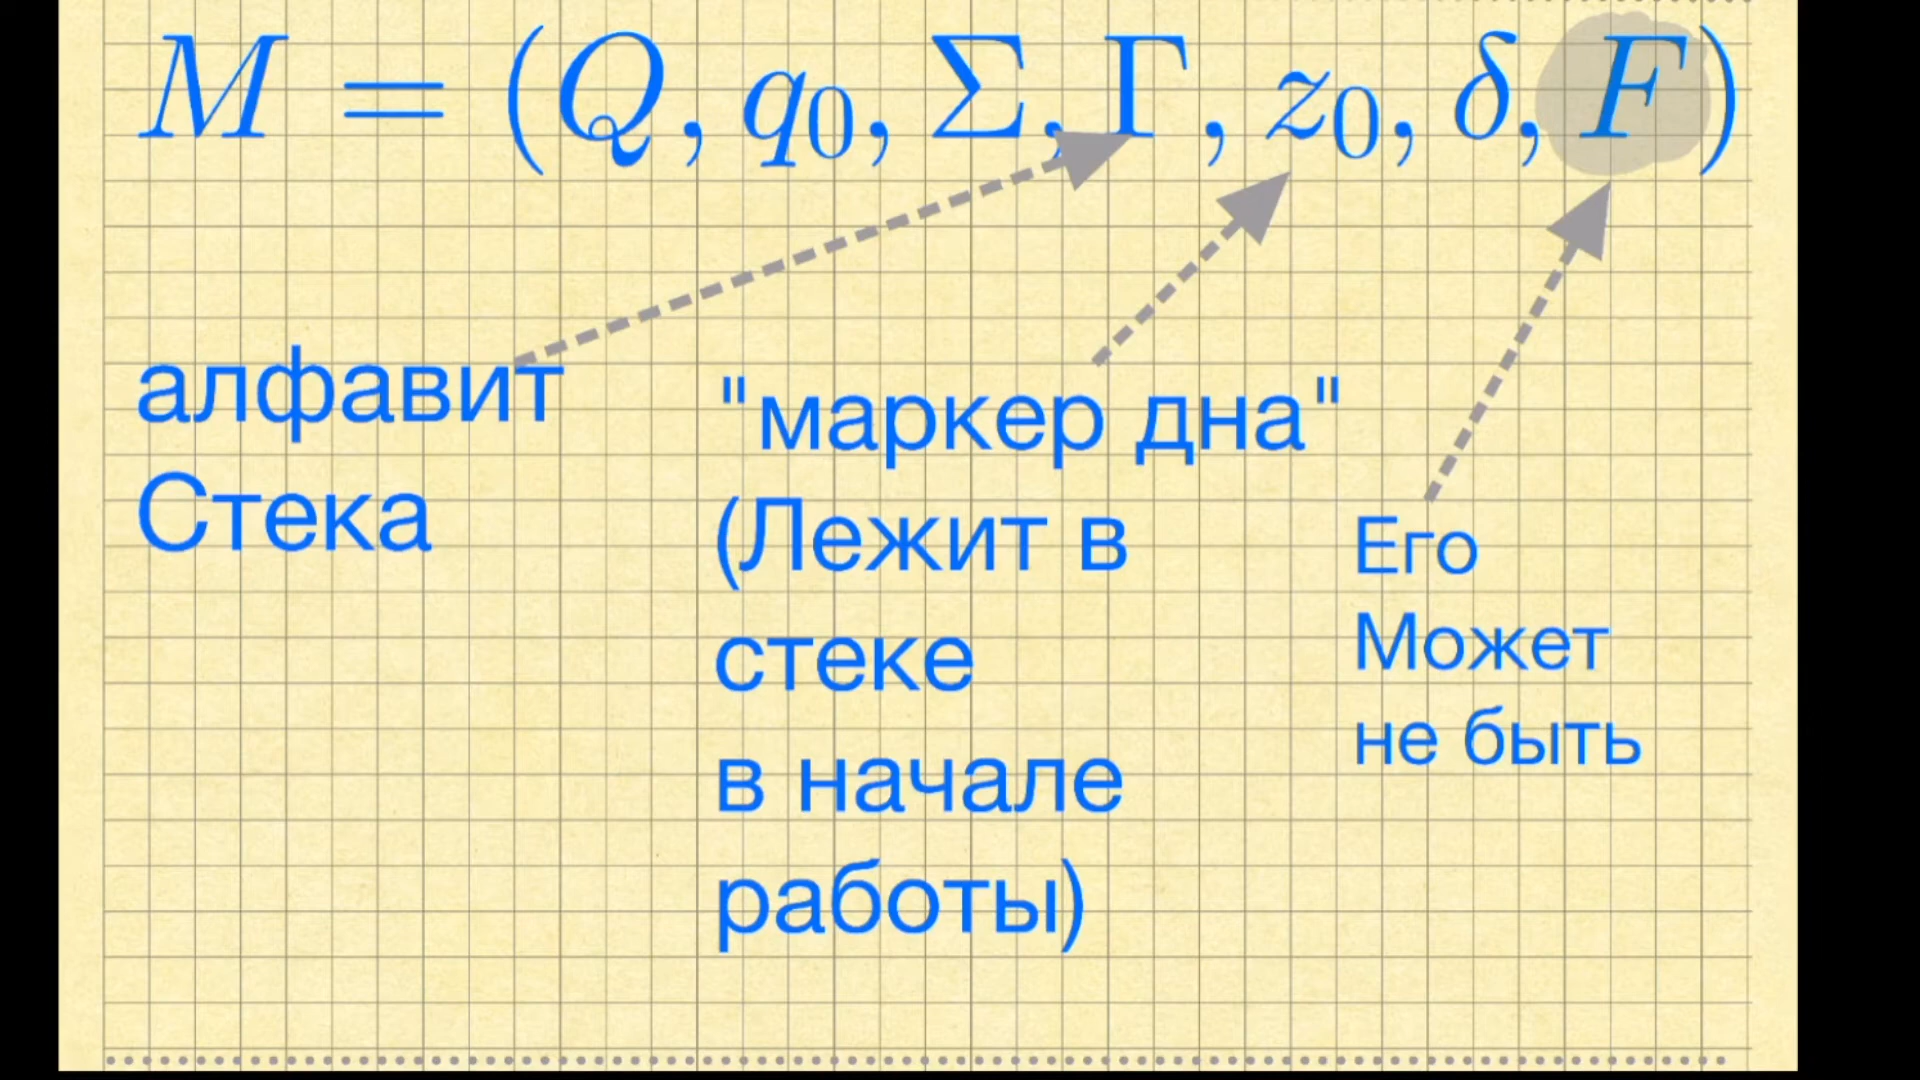 M = (Q, q₀, Σ, Γ, z₀, δ, F)
алфавит
Стека
"маркер дна"
(Лежит в
стеке
в начале
работы)
Его
Может
не быть